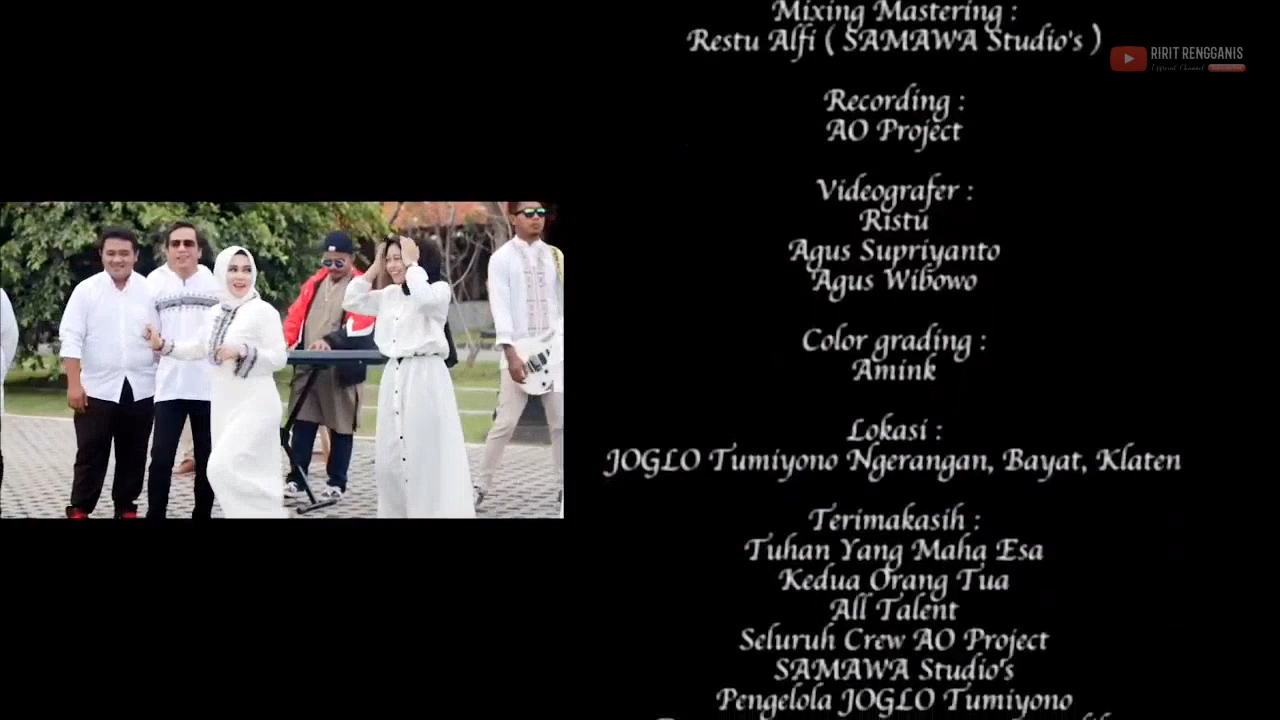 Mixing Mastering :
Restu Alfi ( SAMAWA Studio's )
RIRIT RENGGANIS
Official Channel
Recording :
AO Project
Videografer :
Ristu
Agus Supriyanto
Agus Wibowo
Color grading :
Amink
Lokasi :
JOGLO Tumiyono Ngerangan, Bayat, Klaten
Terimakasih :
Tuhan Yang Maha Esa
Kedua Orang Tua
All Talent
Seluruh Crew AO Project
SAMAWA Studio's
Pengelola JOGLO Tumiyono